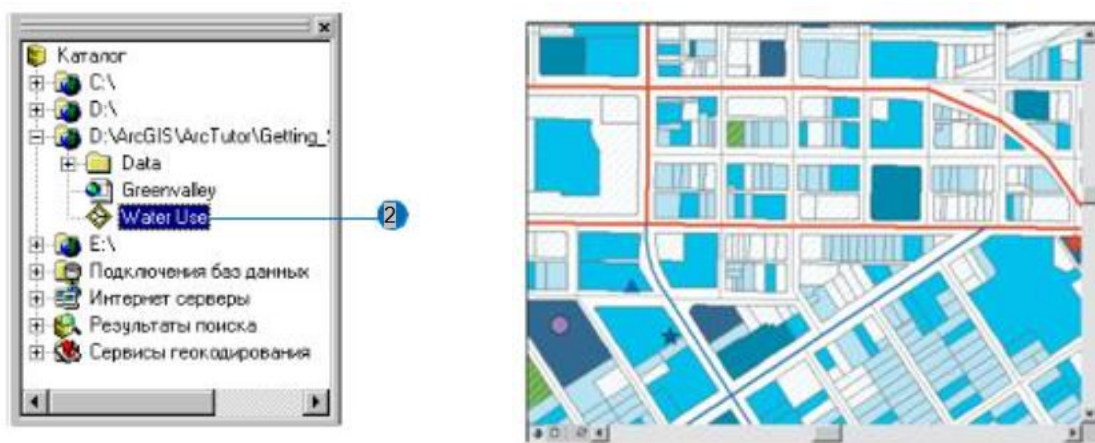 Каталог
C:\
D:\
D:\ArcGIS\ArcTutor\Getting_
Data
Greenvalley
Water Use
2
E:\
Подключения баз данных
Интернет серверы
Результаты поиска
Сервисы геокодирования